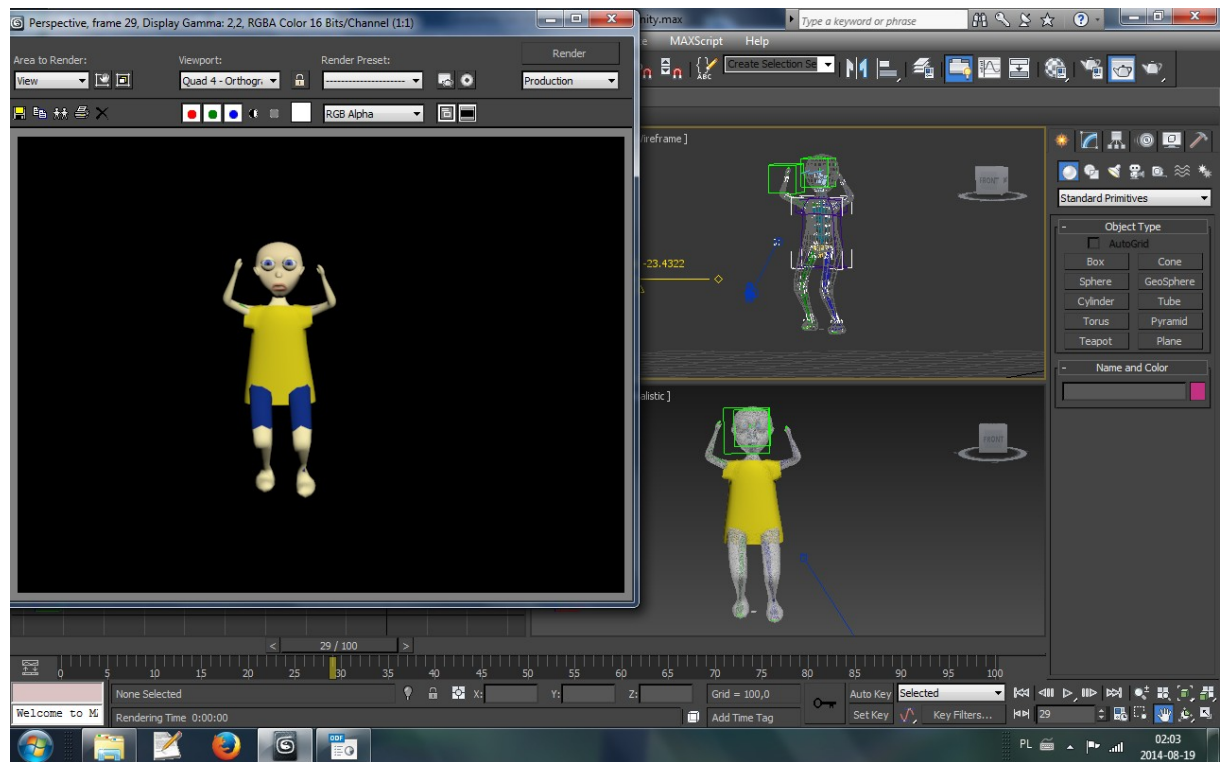 Perspective, frame 29, Display Gamma: 2,2, RGBA Color 16 Bits/Channel (1:1)
nity.max
Type a keyword or phrase
MAXScript Help
Area to Render:
Viewport:
Render Preset:
Render
View
Quad 4 - Orthogr
Production
RGB Alpha
ABC
Create Selection Se
ireframe ]
FRONT
-23.4322
alistic ]
FRONT
Standard Primitives
- Object Type
AutoGrid
Box Cone
Sphere GeoSphere
Cylinder Tube
Torus Pyramid
Teapot Plane
- Name and Color
< 29 / 100 >
0 5 10 15 20 25 30 35 40 45 50 55 60 65 70 75 80 85 90 95 100
None Selected
X: Y: Z:
Grid = 100,0
Auto Key
Selected
Welcome to M
Rendering Time 0:00:00
Add Time Tag
Set Key
Key Filters...
29
ODF
PL
02:03
2014-08-19